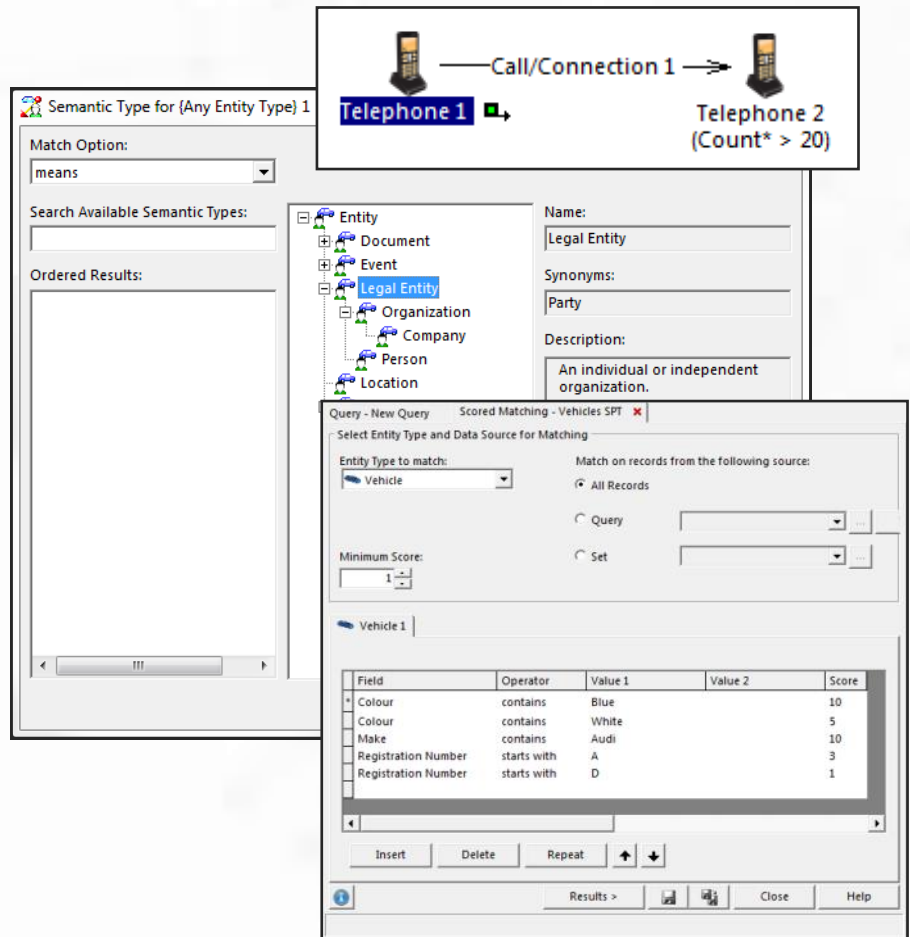 Call/Connection 1
Telephone 1
Telephone 2
(Count* > 20)
Semantic Type for {Any Entity Type} 1
Match Option:
means
Search Available Semantic Types:
Ordered Results:
Entity
Document
Event
Legal Entity
Organization
Company
Person
Location
Name:
Legal Entity
Synonyms:
Party
Description:
An individual or independent
organization.
Query - New Query Scored Matching - Vehicles SPT
Select Entity Type and Data Source for Matching
Entity Type to match:
Vehicle
Match on records from the following source:
All Records
Query
Set
Minimum Score:
1
Vehicle 1
Field Operator Value 1 Value 2 Score
* Colour contains Blue 10
Colour contains White 5
Make contains Audi 10
Registration Number starts with A 3
Registration Number starts with D 1
Insert Delete Repeat
Results > Close Help